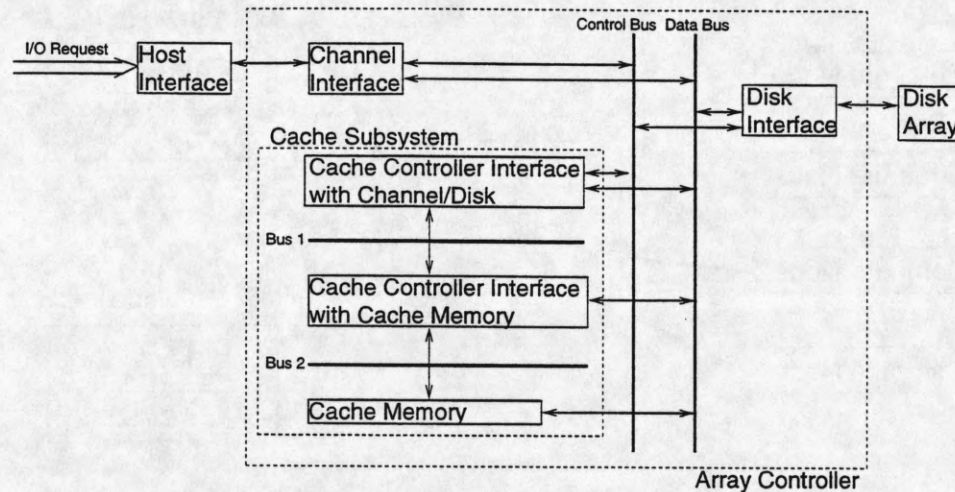 Control Bus Data Bus
I/O Request
Host
Interface
Channel
Interface
Disk
Interface
Disk
Array
Cache Subsystem
Cache Controller Interface
with Channel/Disk
Bus 1
Cache Controller Interface
with Cache Memory
Bus 2
Cache Memory
Array Controller